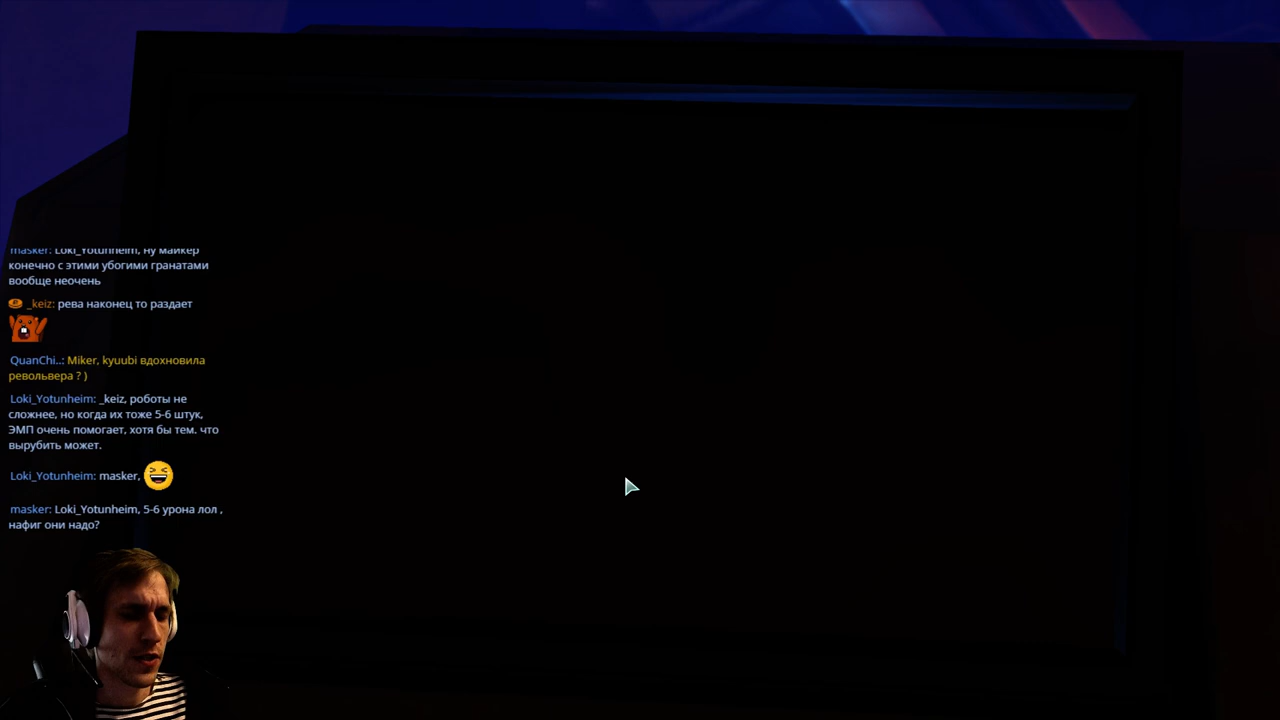 masker: Loki_Yotunheim, ну майкер
конечно с этими убогими гранатами
вообще неочень
_keiz: рева наконец то раздает
QuanChi..: Miker, kyuubi вдохновила
револьвера ? )
Loki_Yotunheim: _keiz, роботы не
сложнее, но когда их тоже 5-6 штук,
ЭМП очень помогает, хотя бы тем. что
вырубить может.
Loki_Yotunheim: masker,
masker: Loki_Yotunheim, 5-6 урона лол ,
нафиг они надо?